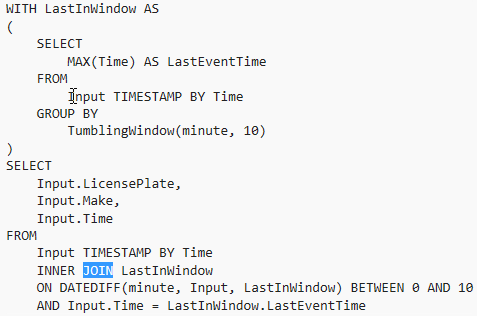 WITH LastInWindow AS
(
    SELECT
        MAX(Time) AS LastEventTime
    FROM
        Input TIMESTAMP BY Time
    GROUP BY
        TumblingWindow(minute, 10)
)
SELECT
    Input.LicensePlate,
    Input.Make,
    Input.Time
FROM
    Input TIMESTAMP BY Time
    INNER JOIN LastInWindow
    ON DATEDIFF(minute, Input, LastInWindow) BETWEEN 0 AND 10
    AND Input.Time = LastInWindow.LastEventTime